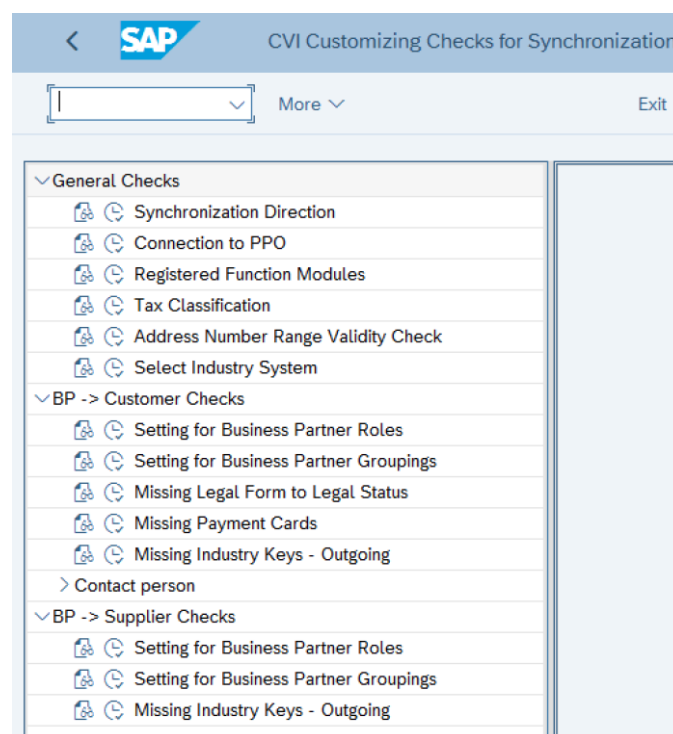 SAP CVI Customizing Checks for Synchronization
More Exit
General Checks
Synchronization Direction
Connection to PPO
Registered Function Modules
Tax Classification
Address Number Range Validity Check
Select Industry System
BP -> Customer Checks
Setting for Business Partner Roles
Setting for Business Partner Groupings
Missing Legal Form to Legal Status
Missing Payment Cards
Missing Industry Keys - Outgoing
Contact person
BP -> Supplier Checks
Setting for Business Partner Roles
Setting for Business Partner Groupings
Missing Industry Keys - Outgoing